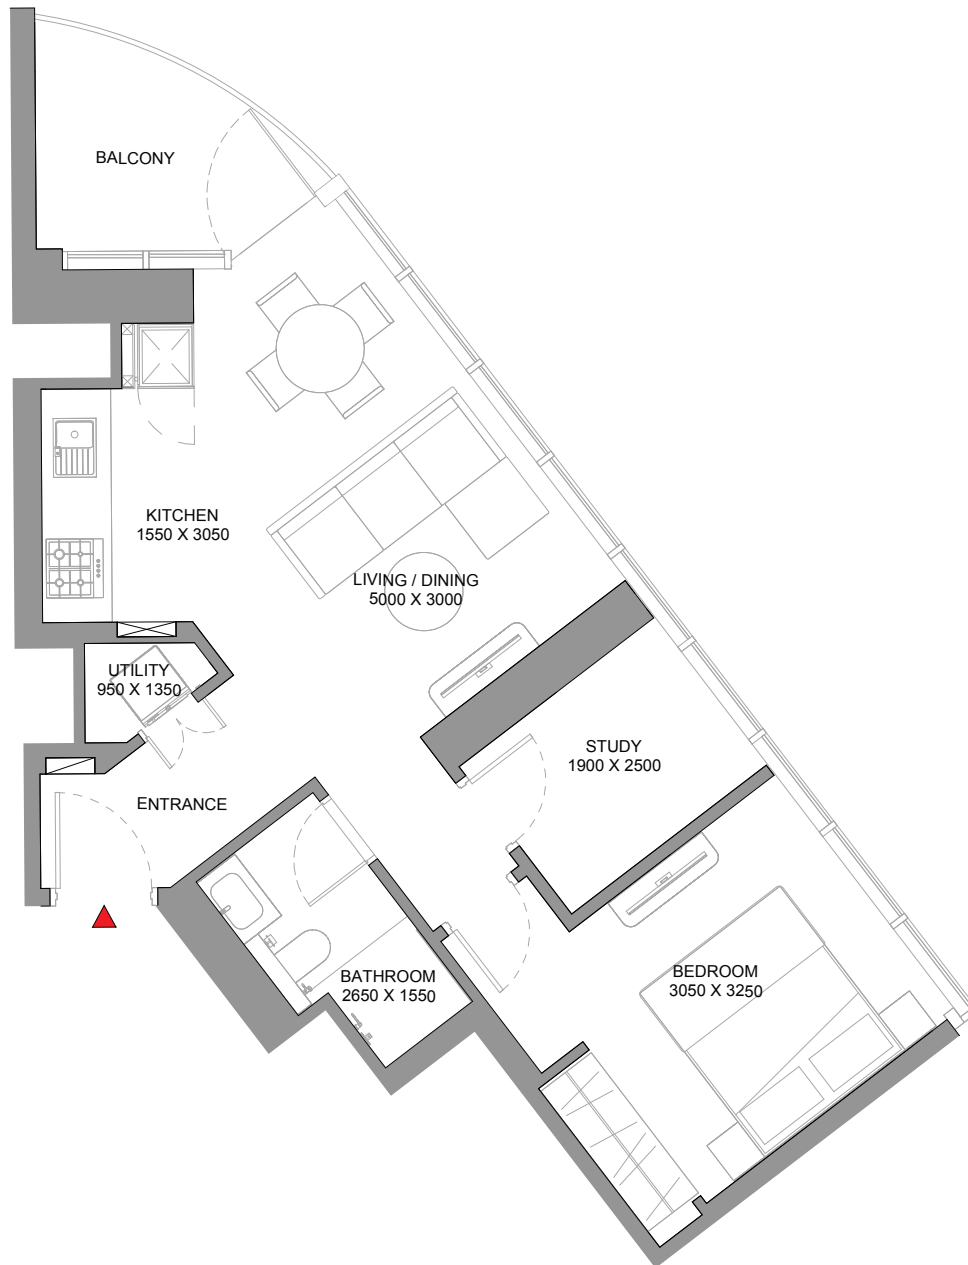 BALCONY
KITCHEN
1550 X 3050
LIVING / DINING
5000 X 3000
UTILITY
950 X 1350
STUDY
1900 X 2500
ENTRANCE
BATHROOM
2650 X 1550
BEDROOM
3050 X 3250